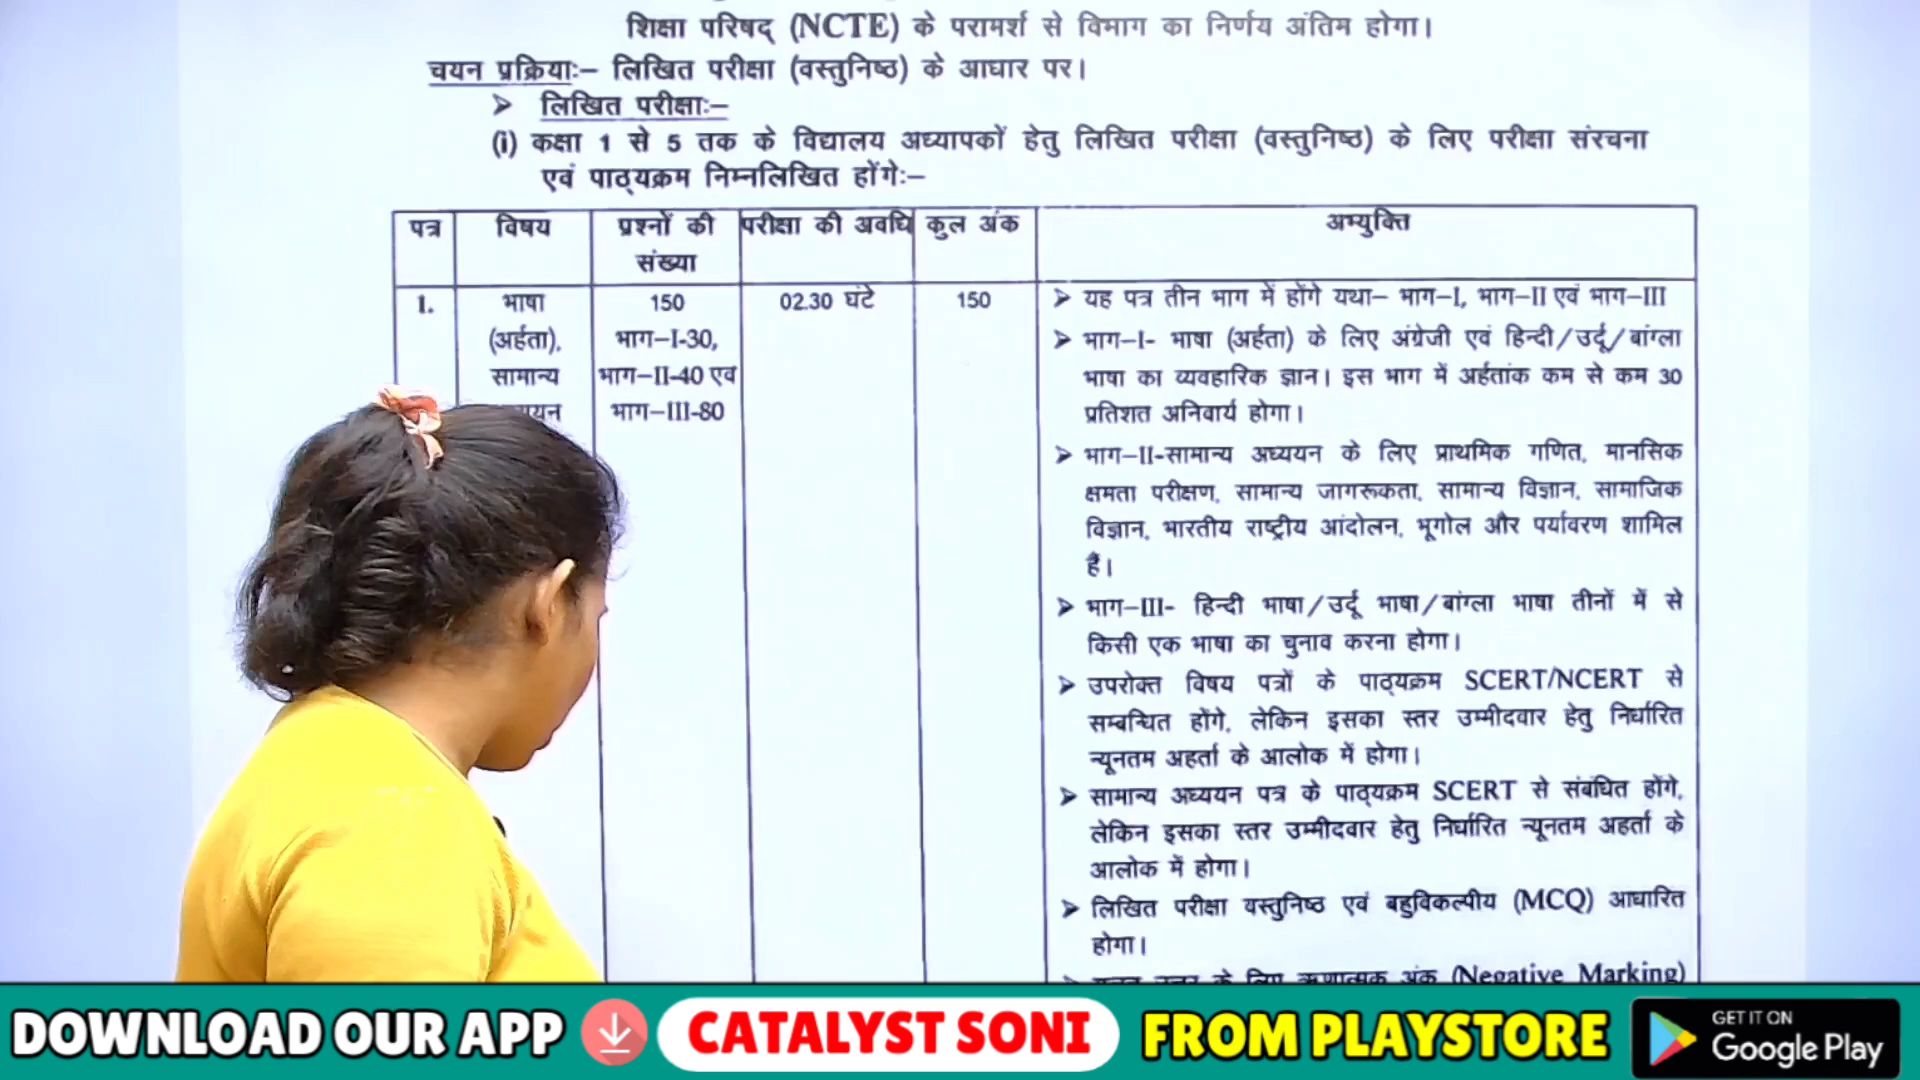 शिक्षा परिषद् (NCTE) के परामर्श से विभाग का निर्णय अंतिम होगा।
चयन प्रक्रियाः– लिखित परीक्षा (वस्तुनिष्ठ) के आधार पर।
➢ लिखित परीक्षाः–
(i) कक्षा 1 से 5 तक के विद्यालय अध्यापकों हेतु लिखित परीक्षा (वस्तुनिष्ठ) के लिए परीक्षा संरचना
एवं पाठ्यक्रम निम्नलिखित होंगेः–
पत्र
विषय
प्रश्नों की
संख्या
परीक्षा की अवधि
कुल अंक
अभ्युक्ति
1.
भाषा
(अर्हता),
सामान्य
150
भाग–I-30,
भाग–II-40 एवं
भाग–III-80
02.30 घंटे
150
➢ यह पत्र तीन भाग में होंगे यथा– भाग–I, भाग–II एवं भाग–III
➢ भाग–I- भाषा (अर्हता) के लिए अंग्रेजी एवं हिन्दी/उर्दू/बांग्ला
भाषा का व्यवहारिक ज्ञान। इस भाग में अर्हतांक कम से कम 30
प्रतिशत अनिवार्य होगा।
➢ भाग–II-सामान्य अध्ययन के लिए प्राथमिक गणित, मानसिक
क्षमता परीक्षण, सामान्य जागरूकता, सामान्य विज्ञान, सामाजिक
विज्ञान, भारतीय राष्ट्रीय आंदोलन, भूगोल और पर्यावरण शामिल
हैं।
➢ भाग–III- हिन्दी भाषा/उर्दू भाषा/बांग्ला भाषा तीनों में से
किसी एक भाषा का चुनाव करना होगा।
➢ उपरोक्त विषय पत्रों के पाठ्यक्रम SCERT/NCERT से
सम्बन्धित होंगे, लेकिन इसका स्तर उम्मीदवार हेतु निर्धारित
न्यूनतम अहर्ता के आलोक में होगा।
➢ सामान्य अध्ययन पत्र के पाठ्यक्रम SCERT से संबंधित होंगे,
लेकिन इसका स्तर उम्मीदवार हेतु निर्धारित न्यूनतम अहर्ता के
आलोक में होगा।
➢ लिखित परीक्षा वस्तुनिष्ठ एवं बहुविकल्पीय (MCQ) आधारित
होगा।
के लिए ऋणात्मक अंक (Negative Marking)
DOWNLOAD OUR APP CATALYST SONI FROM PLAYSTORE
GET IT ON
Google Play